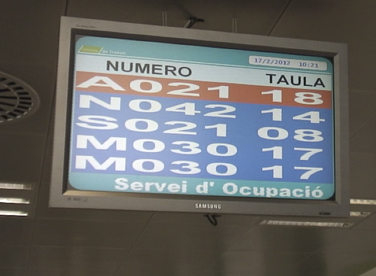 17/2/2012 10:21
NUMERO TAULA
A021 18
N042 14
S021 08
M030 17
M030 17
Servei d' Ocupació
SAMSUNG